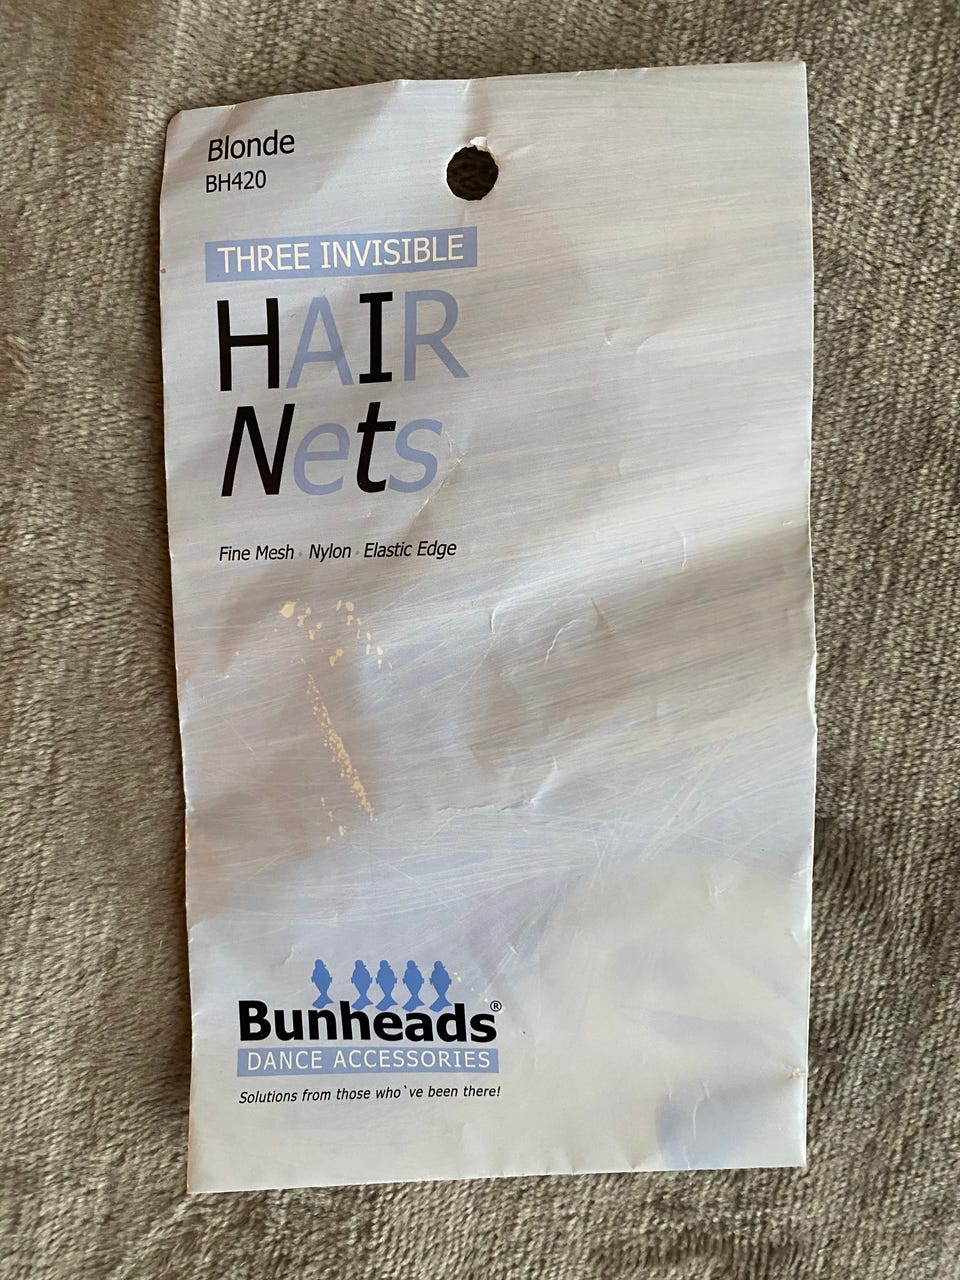 Blonde
BH420
THREE INVISIBLE
HAIR
Nets
Fine Mesh • Nylon • Elastic Edge
Bunheads®
DANCE ACCESSORIES
Solutions from those who`ve been there!